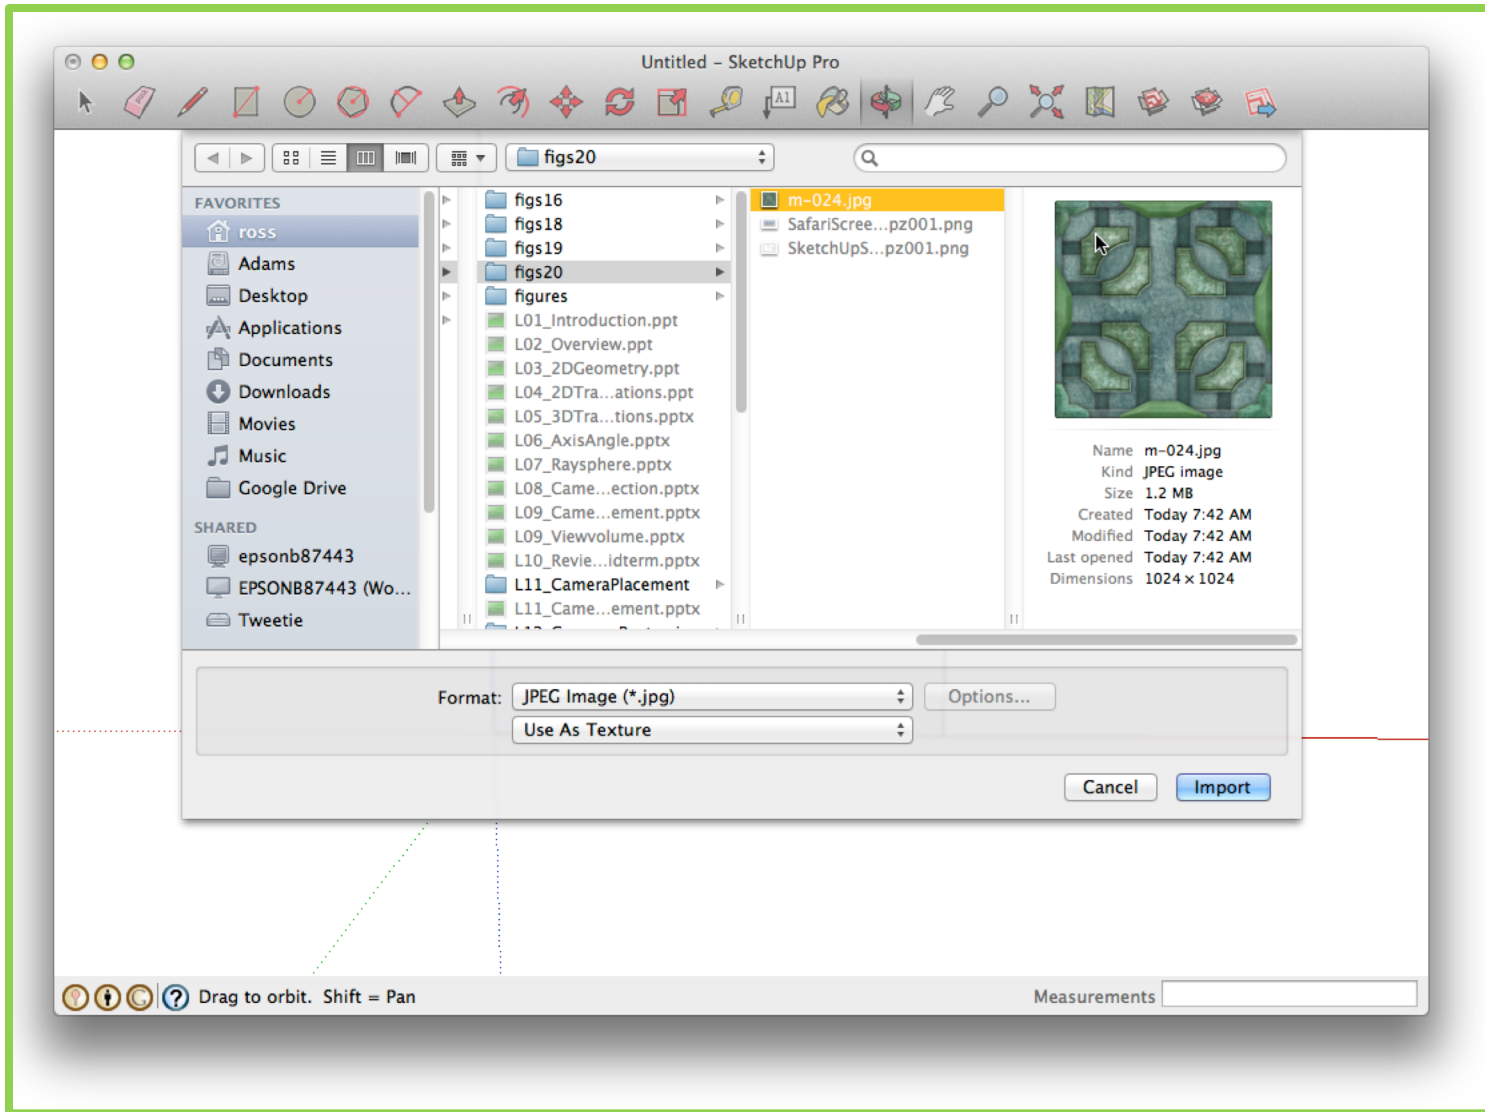 Untitled – SketchUp Pro
A1
figs20
FAVORITES
ross
Adams
Desktop
Applications
Documents
Downloads
Movies
Music
Google Drive
SHARED
epsonb87443
EPSONB87443 (Wo...
Tweetie
figs16
figs18
figs19
figs20
figures
L01_Introduction.ppt
L02_Overview.ppt
L03_2DGeometry.ppt
L04_2DTra...ations.ppt
L05_3DTra...tions.pptx
L06_AxisAngle.pptx
L07_Raysphere.pptx
L08_Came...ection.pptx
L09_Came...ement.pptx
L09_Viewvolume.pptx
L10_Revie...idterm.pptx
L11_CameraPlacement
L11_Came...ement.pptx
m-024.jpg
SafariScree...pz001.png
SketchUpS...pz001.png
Name m-024.jpg
Kind JPEG image
Size 1.2 MB
Created Today 7:42 AM
Modified Today 7:42 AM
Last opened Today 7:42 AM
Dimensions 1024 × 1024
Format: JPEG Image (*.jpg)
Options...
Use As Texture
Cancel
Import
Drag to orbit. Shift = Pan
Measurements